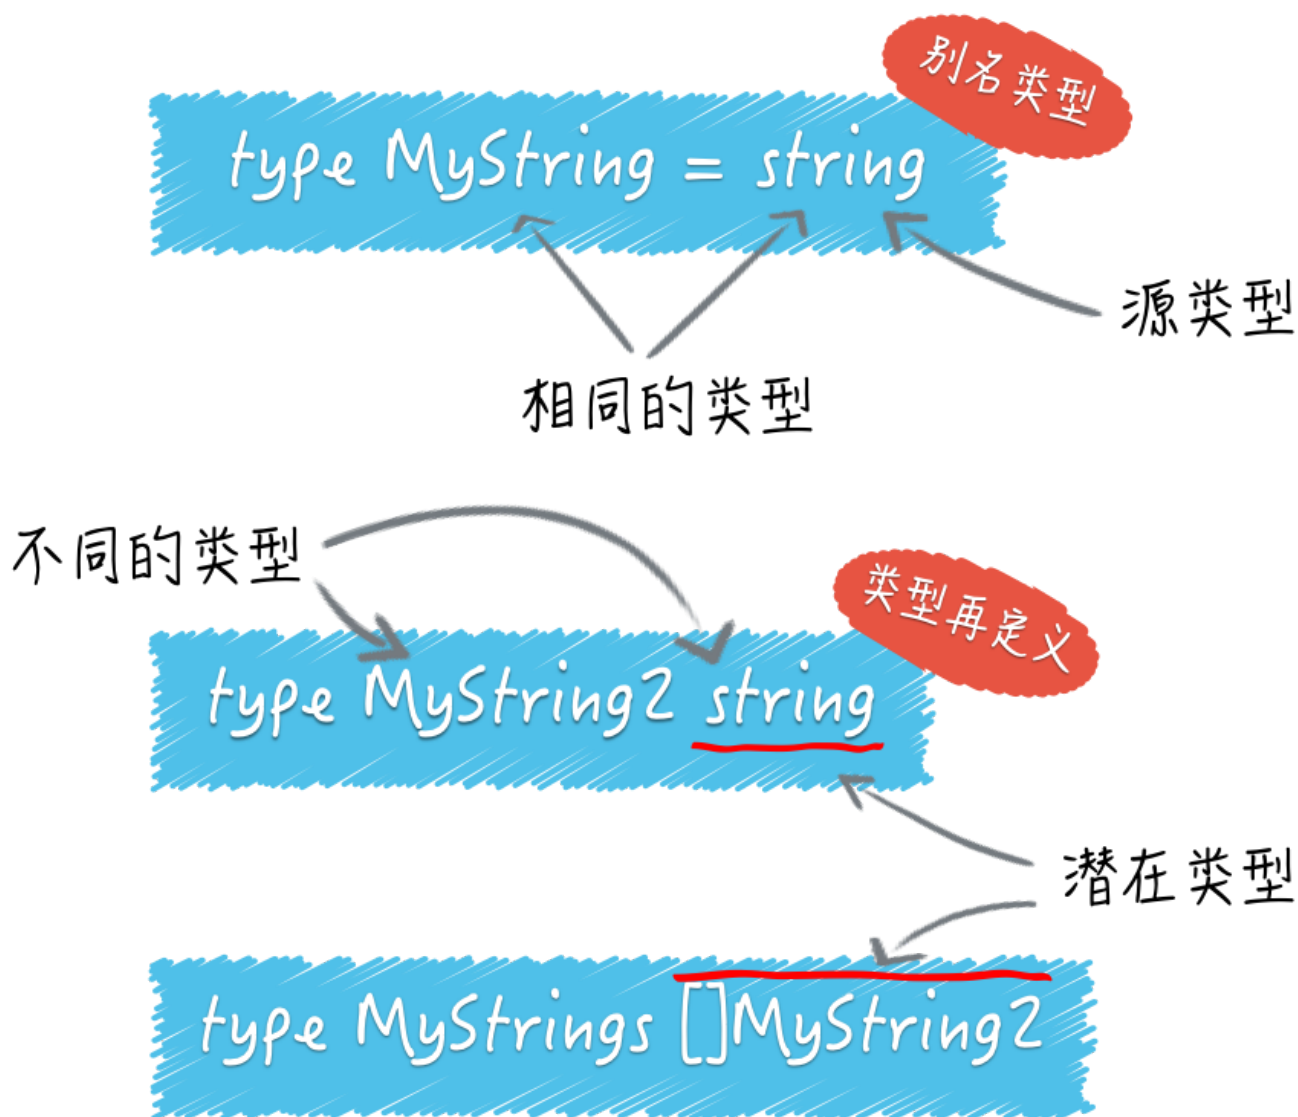 别名类型
type MyString = string
源类型
相同的类型
不同的类型
类型再定义
type MyString2 string
潜在类型
type MyStrings []MyString2